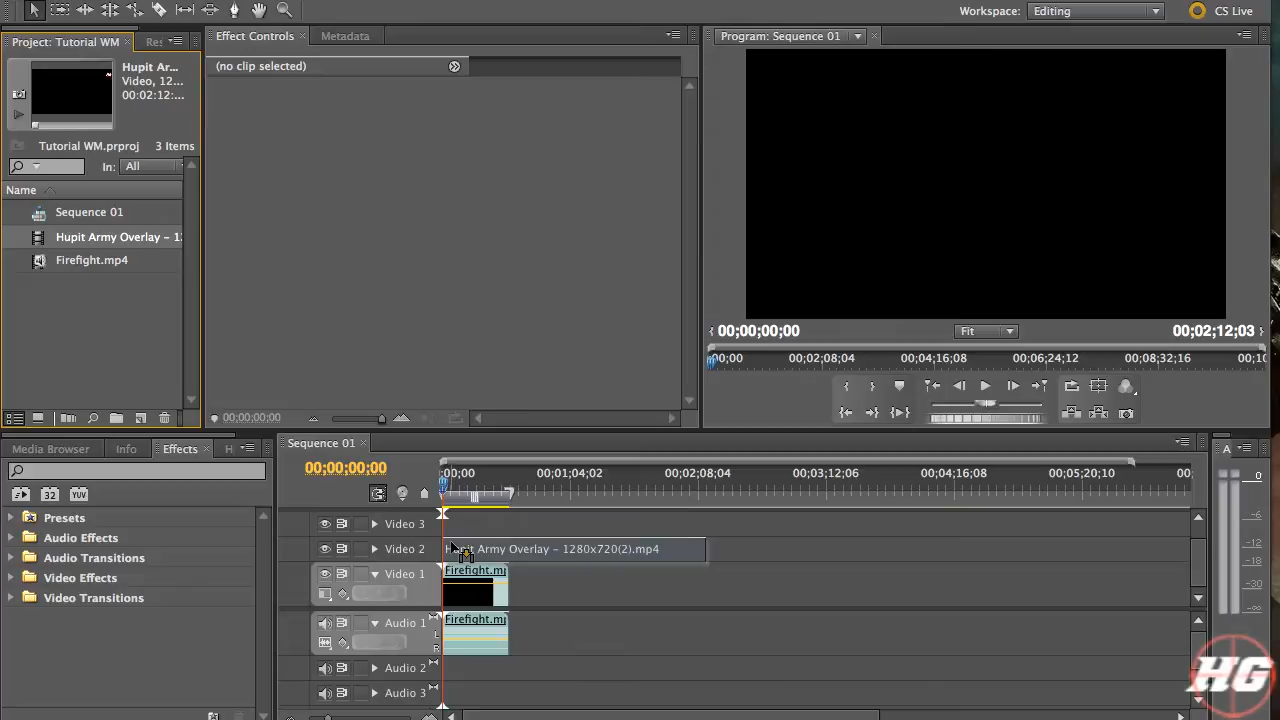 Workspace: Editing CS Live
Project: Tutorial WM
Res
Effect Controls
Metadata
Program: Sequence 01
Hupit Ar...
Video, 12...
00:02:12:...
(no clip selected)
Tutorial WM.prproj 3 Items
In: All
Name
Sequence 01
Hupit Army Overlay - 12
Firefight.mp4
00;00;00;00
Fit
00;02;12;03
;00;00 00;02;08;04 00;04;16;08 00;06;24;12 00;08;32;16 00;10
00;00;00;00
Media Browser Info Effects H
Sequence 01
A
00;00;00;00
;00;00 00;01;04;02 00;02;08;04 00;03;12;06 00;04;16;08 00;05;20;10 00;
32 YUV
Presets
Audio Effects
Audio Transitions
Video Effects
Video Transitions
Video 3
Video 2
Hupit Army Overlay - 1280x720(2).mp4
Video 1
Firefight.mp
Audio 1
Firefight.mp
L
R
Audio 2
Audio 3
0
-6
-12
-18
-30
-∞
HG